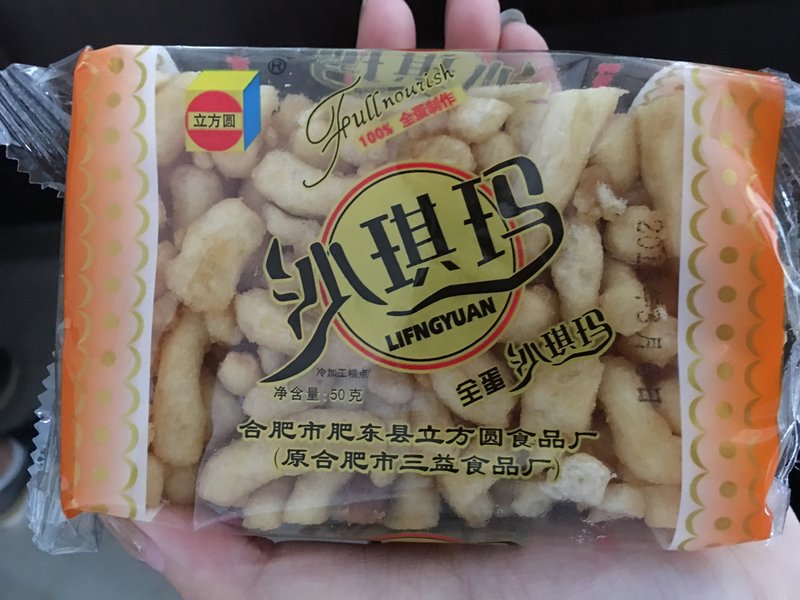 立方圆
®
Fullnourish
100% 全蛋制作
沙琪玛
LIFNGYUAN
全蛋 沙琪玛
冷加工糕点
净含量:50克
合肥市肥东县立方圆食品厂
(原合肥市三益食品厂)